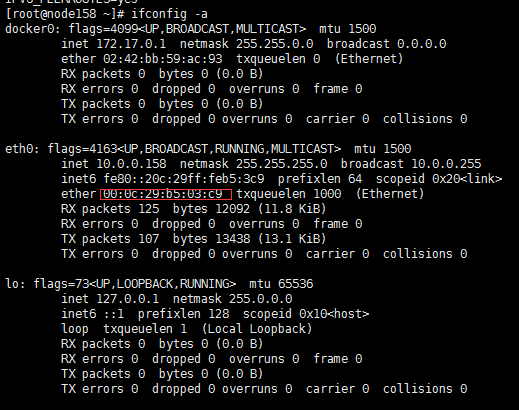 [root@node158 ~]# ifconfig -a
docker0: flags=4099<UP,BROADCAST,MULTICAST>  mtu 1500
        inet 172.17.0.1  netmask 255.255.0.0  broadcast 0.0.0.0
        ether 02:42:bb:59:ac:93  txqueuelen 0  (Ethernet)
        RX packets 0  bytes 0 (0.0 B)
        RX errors 0  dropped 0  overruns 0  frame 0
        TX packets 0  bytes 0 (0.0 B)
        TX errors 0  dropped 0 overruns 0  carrier 0  collisions 0

eth0: flags=4163<UP,BROADCAST,RUNNING,MULTICAST>  mtu 1500
        inet 10.0.0.158  netmask 255.255.255.0  broadcast 10.0.0.255
        inet6 fe80::20c:29ff:feb5:3c9  prefixlen 64  scopeid 0x20<link>
        ether 00:0c:29:b5:03:c9  txqueuelen 1000  (Ethernet)
        RX packets 125  bytes 12092 (11.8 KiB)
        RX errors 0  dropped 0  overruns 0  frame 0
        TX packets 107  bytes 13438 (13.1 KiB)
        TX errors 0  dropped 0 overruns 0  carrier 0  collisions 0

lo: flags=73<UP,LOOPBACK,RUNNING>  mtu 65536
        inet 127.0.0.1  netmask 255.0.0.0
        inet6 ::1  prefixlen 128  scopeid 0x10<host>
        loop  txqueuelen 1  (Local Loopback)
        RX packets 0  bytes 0 (0.0 B)
        RX errors 0  dropped 0  overruns 0  frame 0
        TX packets 0  bytes 0 (0.0 B)
        TX errors 0  dropped 0 overruns 0  carrier 0  collisions 0